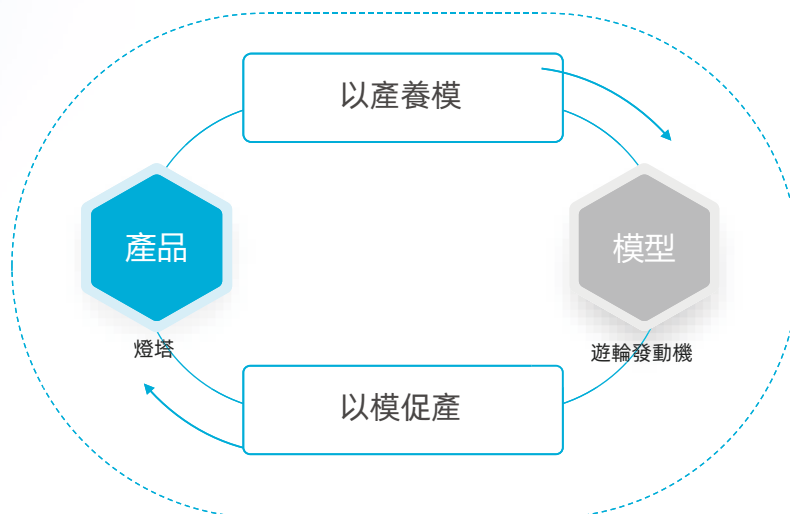 以產養模
產品
模型
燈塔
遊輪發動機
以模促產